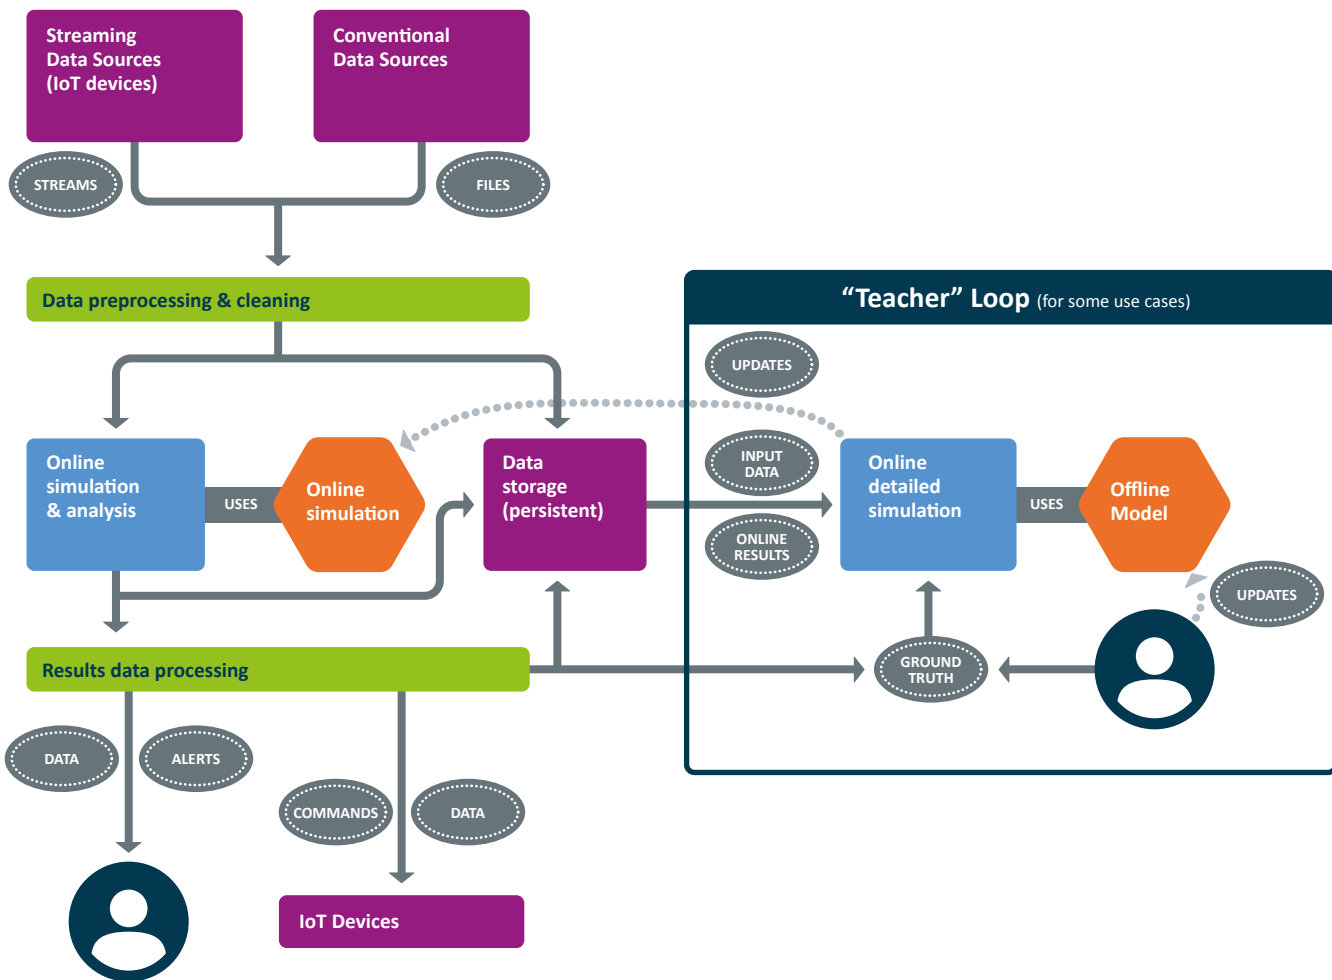 Streaming
Data Sources
(IoT devices)
Conventional
Data Sources
STREAMS
FILES
Data preprocessing & cleaning
“Teacher” Loop (for some use cases)
UPDATES
Online
simulation
& analysis
USES
Online
simulation
Data
storage
(persistent)
INPUT
DATA
ONLINE
RESULTS
Online
detailed
simulation
USES
Offline
Model
UPDATES
Results data processing
GROUND
TRUTH
DATA
ALERTS
COMMANDS
DATA
IoT Devices